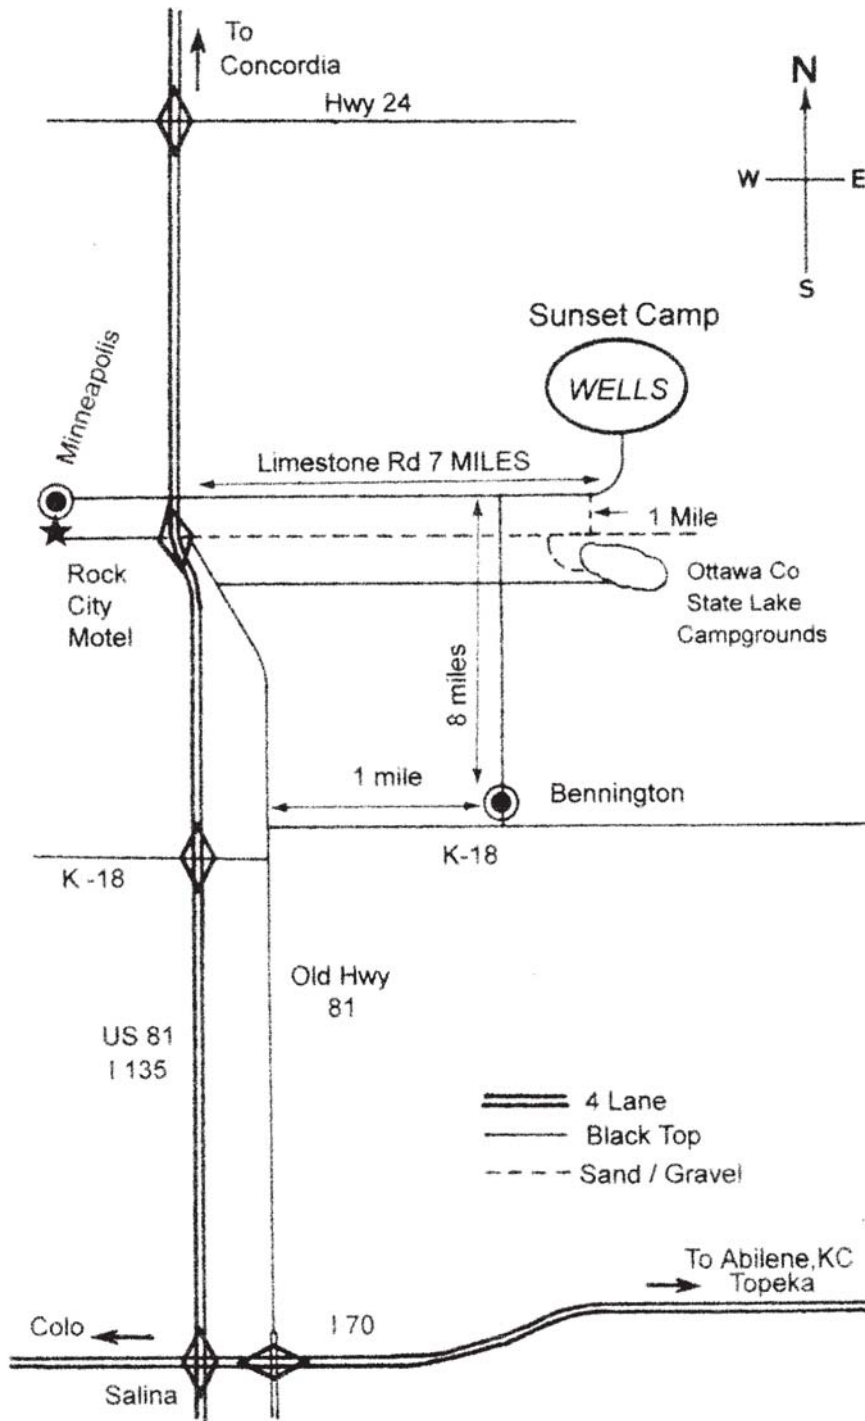 To
Concordia
Hwy 24
N
W
E
S
Sunset Camp
WELLS
Minneapolis
Limestone Rd 7 MILES
1 Mile
Rock
City
Motel
Ottawa Co
State Lake
Campgrounds
8 miles
1 mile
Bennington
K-18
K -18
Old Hwy
81
US 81
I 135
4 Lane
Black Top
Sand / Gravel
To Abilene,KC
Topeka
Colo
I 70
Salina